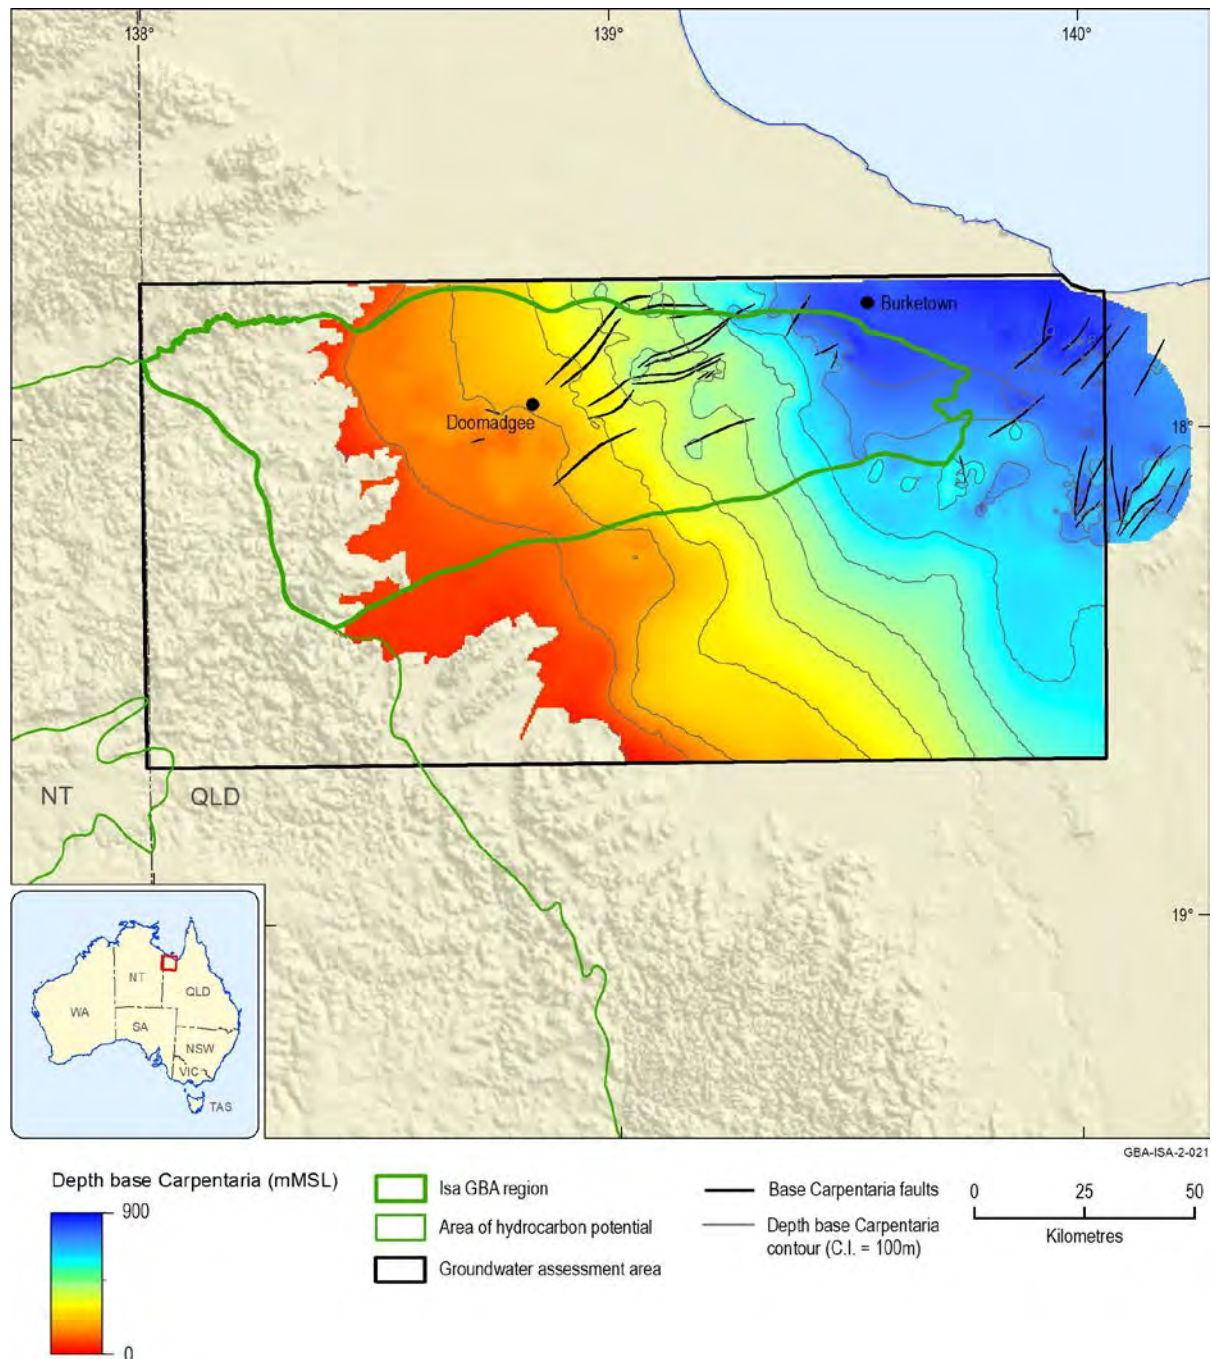 138°
139°
140°
Burketown
Doomadgee
18°
NT
QLD
19°
NT
QLD
WA
SA
NSW
VIC
TAS
GBA-ISA-2-021
Depth base Carpentaria (mMSL)
900
0
Isa GBA region
Area of hydrocarbon potential
Groundwater assessment area
Base Carpentaria faults
Depth base Carpentaria
contour (C.I. = 100m)
0 25 50
Kilometres